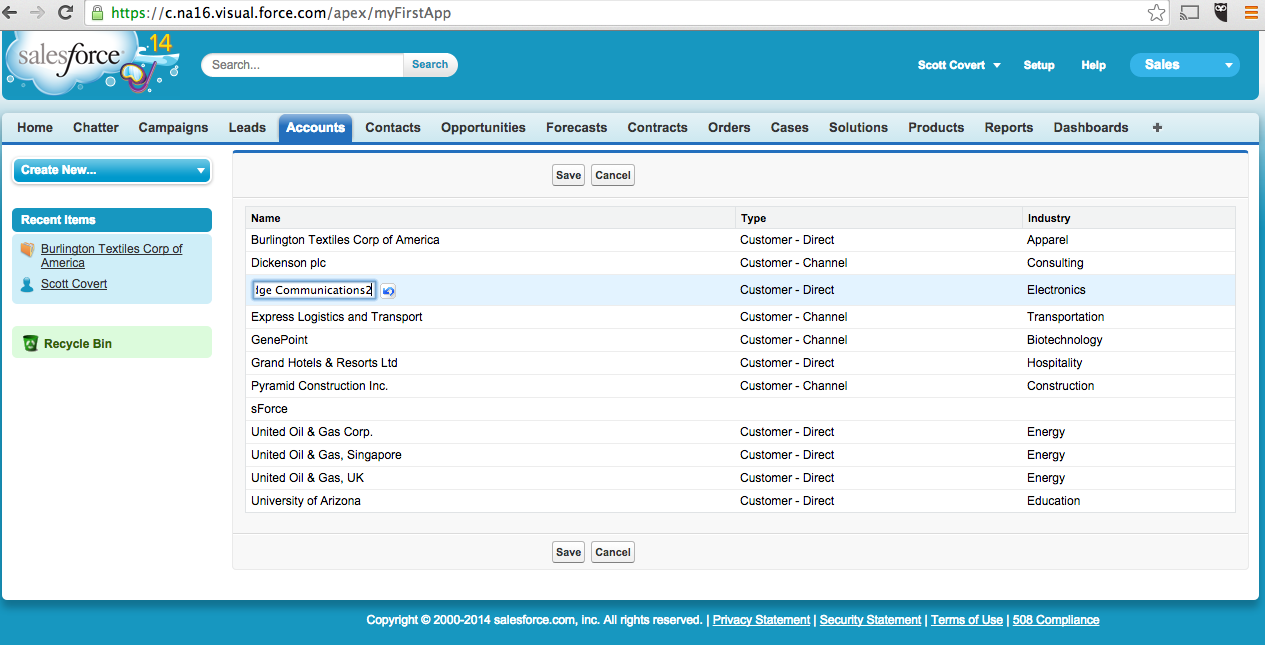 https://c.na16.visual.force.com/apex/myFirstApp
salesforce 14
Search... Search Scott Covert Setup Help Sales
Home Chatter Campaigns Leads Accounts Contacts Opportunities Forecasts Contracts Orders Cases Solutions Products Reports Dashboards +
Create New...
Recent Items
Burlington Textiles Corp of
America
Scott Covert
Recycle Bin
Save Cancel
Name Type Industry
Burlington Textiles Corp of America Customer - Direct Apparel
Dickenson plc Customer - Channel Consulting
Communications2 Customer - Direct Electronics
Express Logistics and Transport Customer - Channel Transportation
GenePoint Customer - Channel Biotechnology
Grand Hotels & Resorts Ltd Customer - Direct Hospitality
Pyramid Construction Inc. Customer - Channel Construction
sForce
United Oil & Gas Corp. Customer - Direct Energy
United Oil & Gas, Singapore Customer - Direct Energy
United Oil & Gas, UK Customer - Direct Energy
University of Arizona Customer - Direct Education
Save Cancel
Copyright © 2000-2014 salesforce.com, inc. All rights reserved. | Privacy Statement | Security Statement | Terms of Use | 508 Compliance